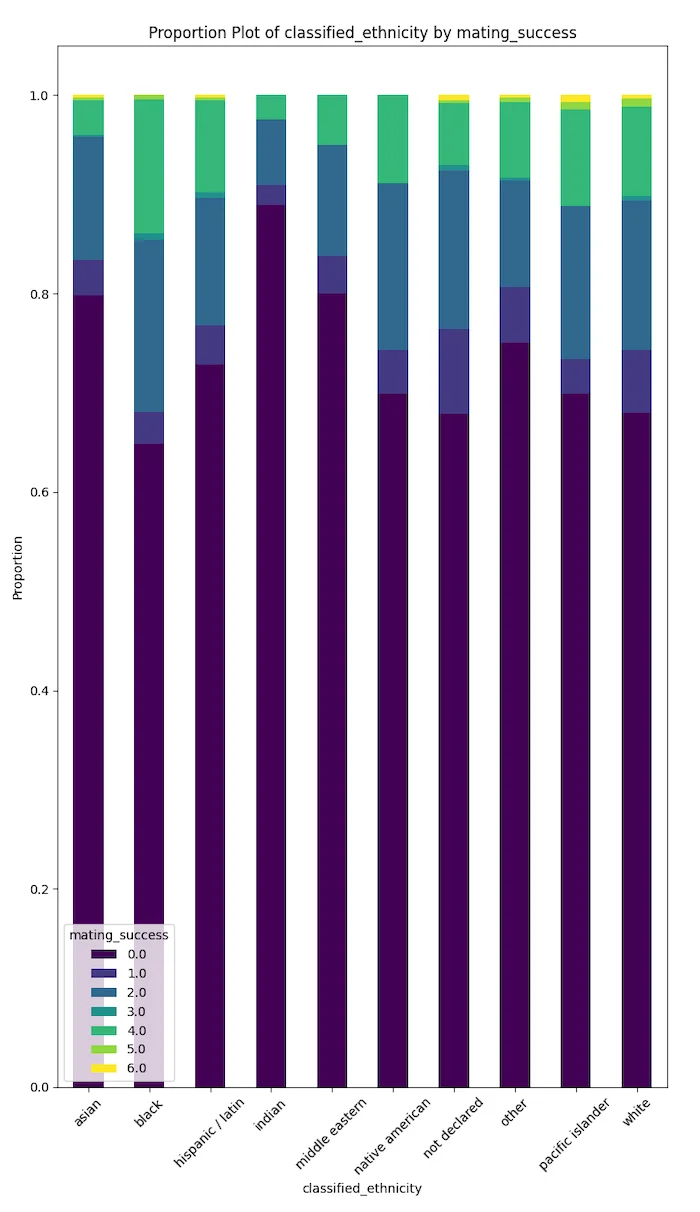 Proportion Plot of classified_ethnicity by mating_success
1.0
0.8
0.6
0.4
0.2
0.0
Proportion
mating_success
0.0
1.0
2.0
3.0
4.0
5.0
6.0
asian
black
hispanic / latin
indian
middle eastern
native american
not declared
other
pacific islander
white
classified_ethnicity